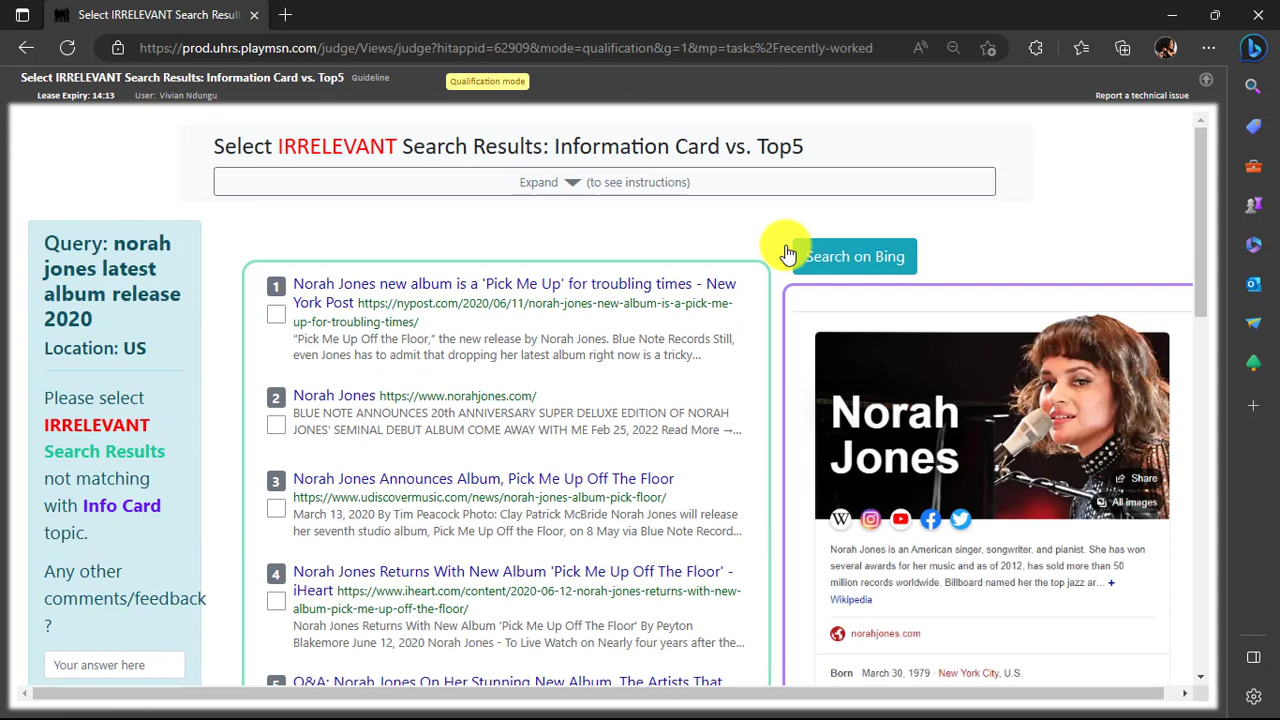 Select IRRELEVANT Search Resul
https://prod.uhrs.playmsn.com/judge/Views/judge?hitappid=62909&mode=qualification&g=1&mp=tasks%2Frecently-worked
Select IRRELEVANT Search Results: Information Card vs. Top5 Guideline
Qualification mode
Lease Expiry: 14:13 User: Vivian Ndungu
Report a technical issue
Select IRRELEVANT Search Results: Information Card vs. Top5
Expand (to see instructions)
Query: norah
jones latest
album release
2020
Location: US
Please select
IRRELEVANT
Search Results
not matching
with Info Card
topic.
Any other
comments/feedback
?
Your answer here
1 Norah Jones new album is a 'Pick Me Up' for troubling times - New
York Post https://nypost.com/2020/06/11/norah-jones-new-album-is-a-pick-me-
up-for-troubling-times/
“Pick Me Up Off the Floor,” the new release by Norah Jones. Blue Note Records Still,
even Jones has to admit that dropping her latest album right now is a tricky...
2 Norah Jones https://www.norahjones.com/
BLUE NOTE ANNOUNCES 20th ANNIVERSARY SUPER DELUXE EDITION OF NORAH
JONES’ SEMINAL DEBUT ALBUM COME AWAY WITH ME Feb 25, 2022 Read More →...
3 Norah Jones Announces Album, Pick Me Up Off The Floor
https://www.udiscovermusic.com/news/norah-jones-album-pick-floor/
March 13, 2020 By Tim Peacock Photo: Clay Patrick McBride Norah Jones will release
her seventh studio album, Pick Me Up Off the Floor, on 8 May via Blue Note Record...
4 Norah Jones Returns With New Album 'Pick Me Up Off The Floor' -
iHeart https://www.iheart.com/content/2020-06-12-norah-jones-returns-with-new-
album-pick-me-up-off-the-floor/
Norah Jones Returns With New Album 'Pick Me Up Off The Floor' By Peyton
Blakemore June 12, 2020 Norah Jones - To Live Watch on Nearly four years after the...
5 Q&A: Norah Jones On Her Stunning New Album, The Artists That
Search on Bing
Norah
Jones
Share
All images
Norah Jones is an American singer, songwriter, and pianist. She has won
several awards for her music and as of 2012, has sold more than 50
million records worldwide. Billboard named her the top jazz ar... +
Wikipedia
norahjones.com
Born March 30, 1979 · New York City, U.S.